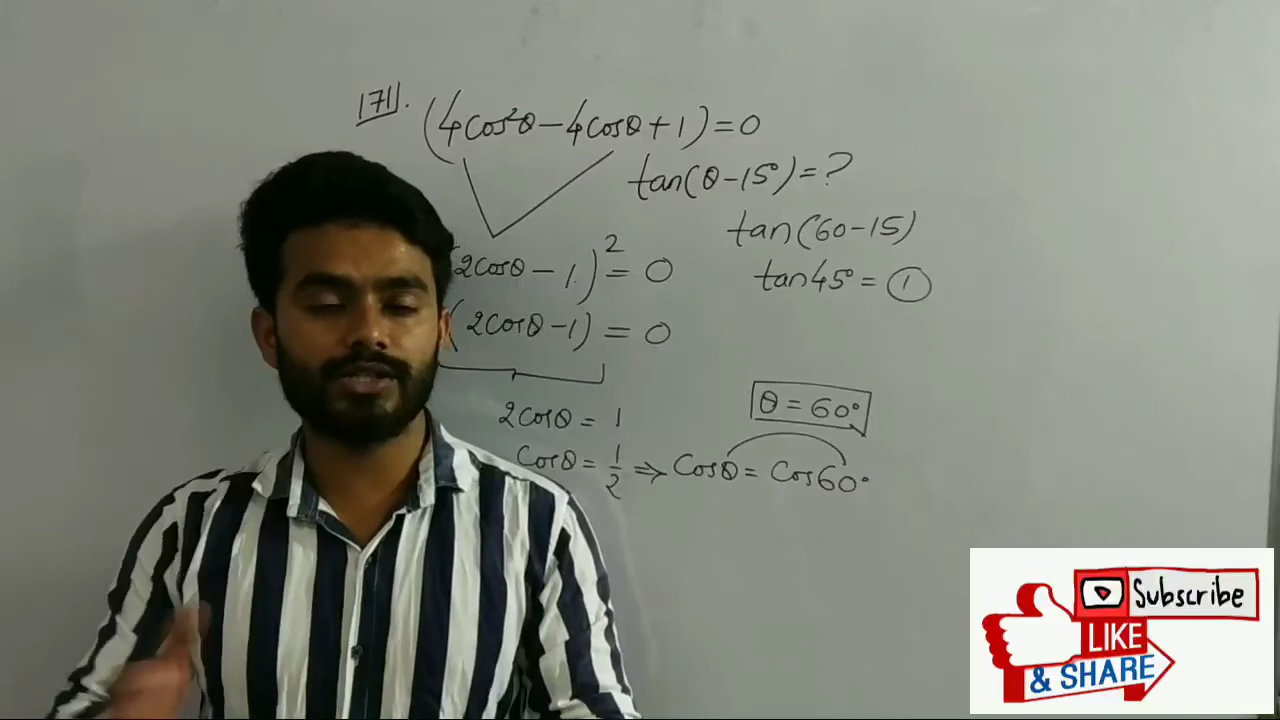 171.
(4cos²θ-4cosθ+1)=0
tan(θ-15°)=?
tan(60-15)
tan45°=1
2cosθ-1)²=0
(2cosθ-1)=0
2cosθ=1
cosθ=1/2⇒Cosθ=Cos60°
θ=60°
Subscribe
LIKE
& SHARE